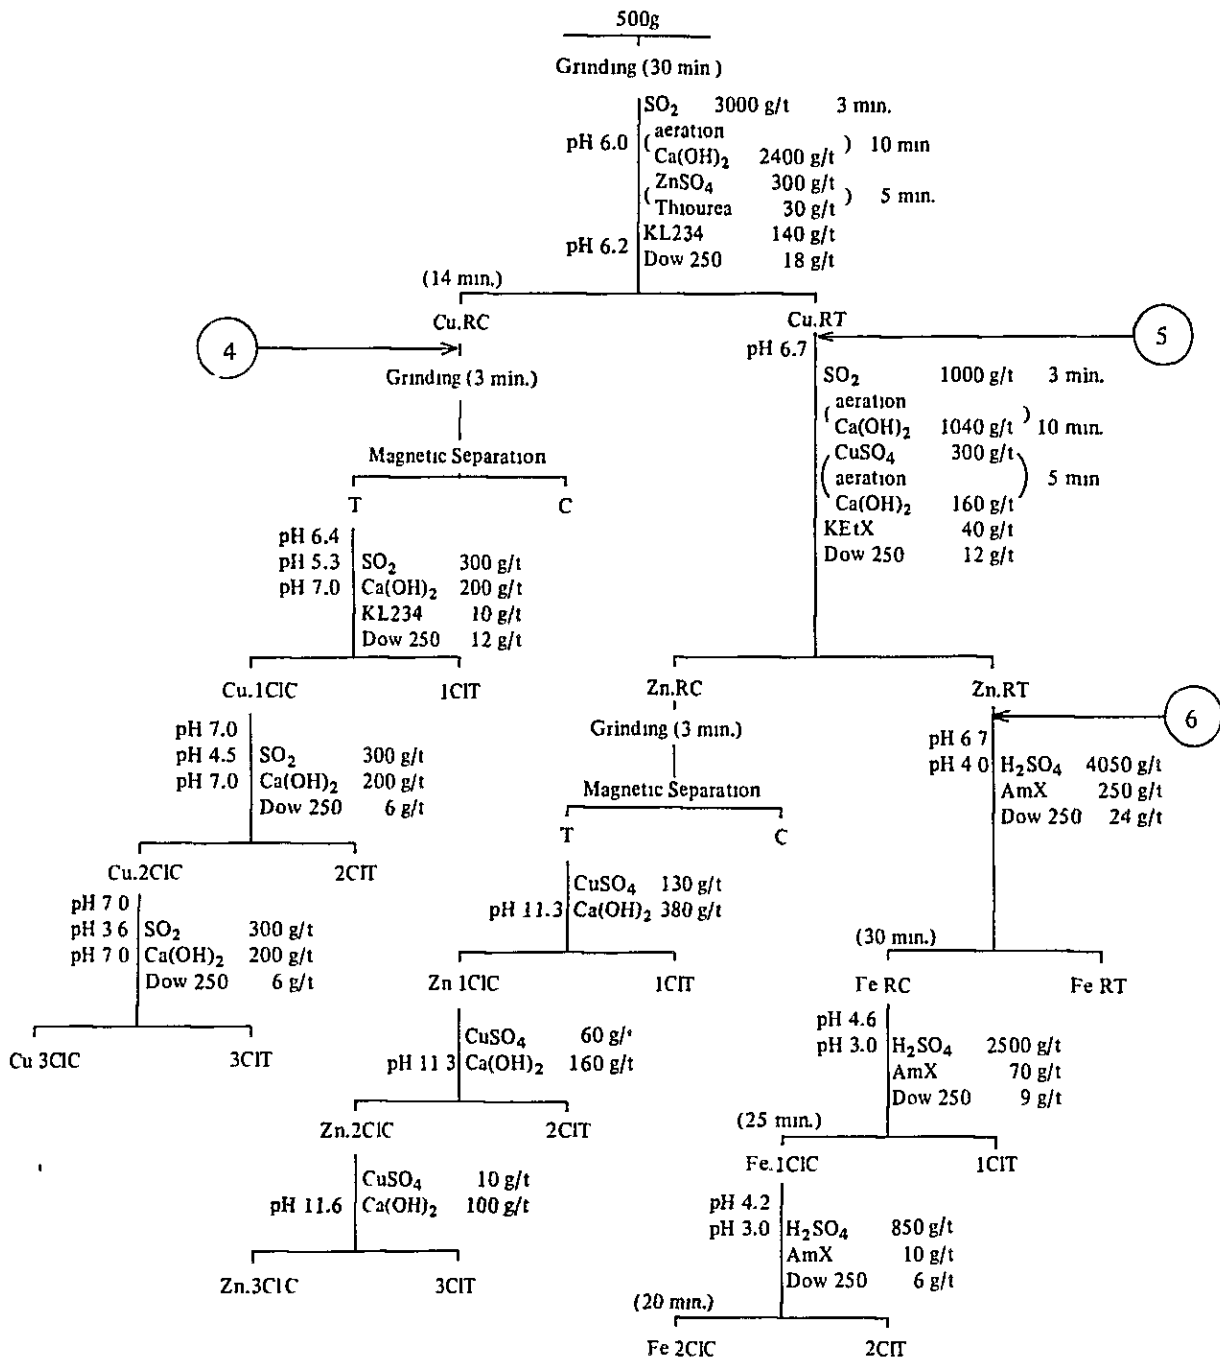 500g
Grinding (30 min )
SO₂ 3000 g/t 3 min.
pH 6.0 ( aeration
Ca(OH)₂ 2400 g/t ) 10 min
( ZnSO₄ 300 g/t
Thiourea 30 g/t ) 5 min.
pH 6.2 KL234 140 g/t
Dow 250 18 g/t
(14 min.)
Cu.RC
Cu.RT
4
5
pH 6.7
Grinding (3 min.)
Magnetic Separation
T
C
SO₂ 1000 g/t 3 min.
( aeration
Ca(OH)₂ 1040 g/t ) 10 min.
( CuSO₄ 300 g/t
aeration ) 5 min
Ca(OH)₂ 160 g/t
KEtX 40 g/t
Dow 250 12 g/t
pH 6.4
pH 5.3 SO₂ 300 g/t
pH 7.0 Ca(OH)₂ 200 g/t
KL234 10 g/t
Dow 250 12 g/t
Cu.1ClC
1ClT
Zn.RC
Zn.RT
6
pH 7.0
pH 4.5 SO₂ 300 g/t
pH 7.0 Ca(OH)₂ 200 g/t
Dow 250 6 g/t
Grinding (3 min.)
Magnetic Separation
T
C
pH 6 7
pH 4 0 H₂SO₄ 4050 g/t
AmX 250 g/t
Dow 250 24 g/t
Cu.2ClC
2ClT
pH 7 0
pH 3 6 SO₂ 300 g/t
pH 7 0 Ca(OH)₂ 200 g/t
Dow 250 6 g/t
CuSO₄ 130 g/t
pH 11.3 Ca(OH)₂ 380 g/t
(30 min.)
Cu 3ClC
3ClT
Zn 1ClC
1ClT
Fe RC
Fe RT
CuSO₄ 60 g/t
pH 11 3 Ca(OH)₂ 160 g/t
pH 4.6
pH 3.0 H₂SO₄ 2500 g/t
AmX 70 g/t
Dow 250 9 g/t
(25 min.)
Zn.2ClC
2ClT
Fe.1ClC
1ClT
CuSO₄ 10 g/t
pH 11.6 Ca(OH)₂ 100 g/t
pH 4.2
pH 3.0 H₂SO₄ 850 g/t
AmX 10 g/t
Dow 250 6 g/t
Zn.3ClC
3ClT
(20 min.)
Fe 2ClC
2ClT